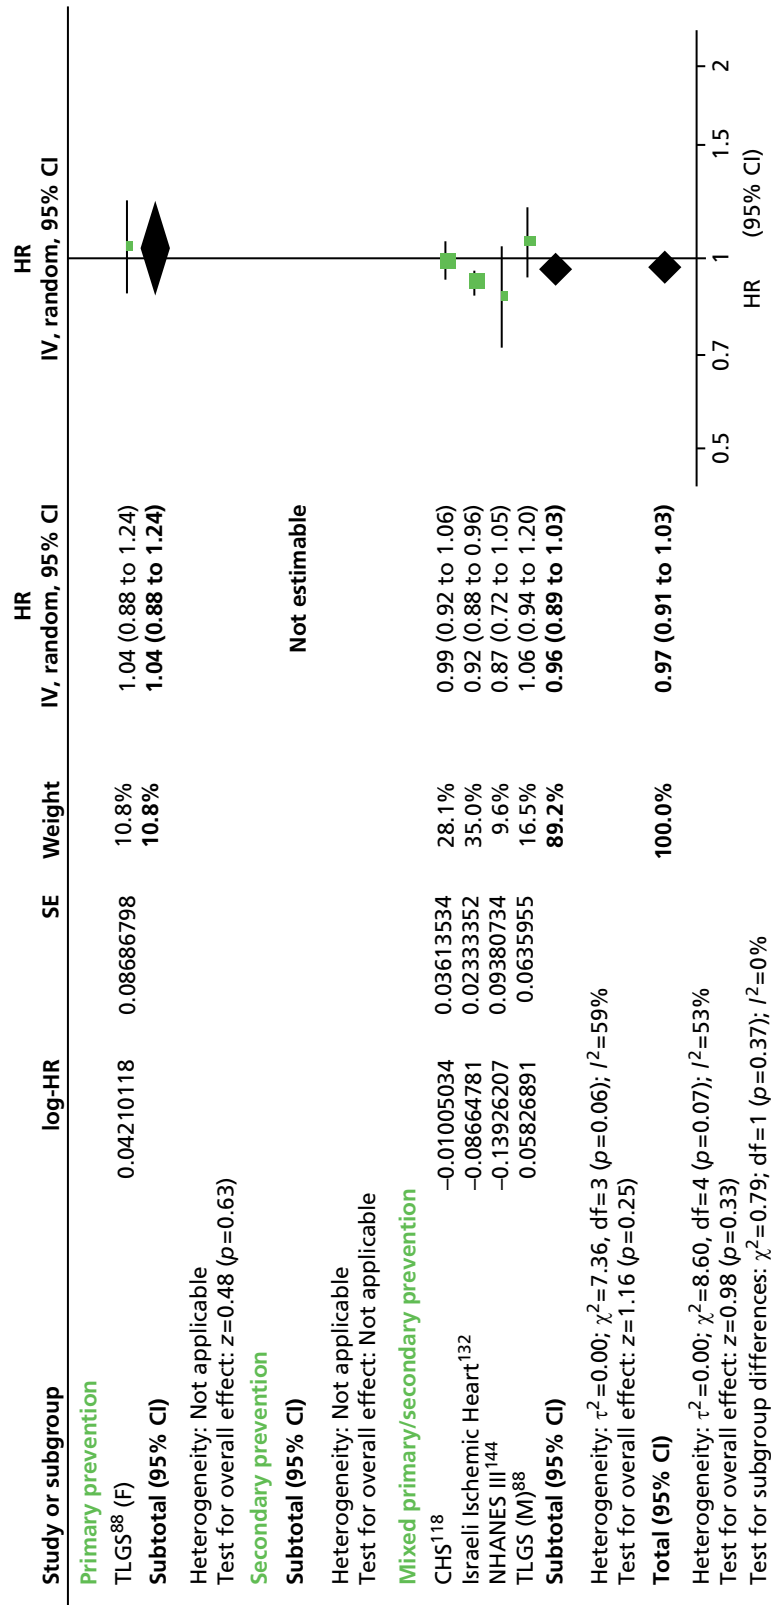 HR HR
Study or subgroup log-HR SE Weight IV, random, 95% CI IV, random, 95% CI
Primary prevention
TLGS88 (F) 0.04210118 0.08686798 10.8% 1.04 (0.88 to 1.24)
Subtotal (95% CI) 10.8% 1.04 (0.88 to 1.24)
Heterogeneity: Not applicable
Test for overall effect: z=0.48 (p=0.63)
Secondary prevention
Subtotal (95% CI) Not estimable
Heterogeneity: Not applicable
Test for overall effect: Not applicable
Mixed primary/secondary prevention
CHS118 −0.01005034 0.03613534 28.1% 0.99 (0.92 to 1.06)
Israeli Ischemic Heart132 −0.08664781 0.02333352 35.0% 0.92 (0.88 to 0.96)
NHANES III144 −0.13926207 0.09380734 9.6% 0.87 (0.72 to 1.05)
TLGS (M)88 0.05826891 0.0635955 16.5% 1.06 (0.94 to 1.20)
Subtotal (95% CI) 89.2% 0.96 (0.89 to 1.03)
Heterogeneity: τ2=0.00; χ2=7.36, df=3 (p=0.06); I2=59%
Test for overall effect: z=1.16 (p=0.25)
Total (95% CI) 100.0% 0.97 (0.91 to 1.03)
Heterogeneity: τ2=0.00; χ2=8.60, df=4 (p=0.07); I2=53%
Test for overall effect: z=0.98 (p=0.33)
Test for subgroup differences: χ2=0.79; df=1 (p=0.37); I2=0%
0.5 0.7 1 1.5 2
HR (95% CI)